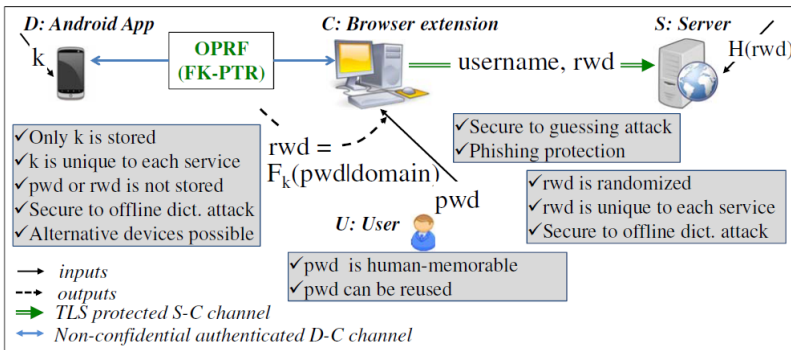 D: Android App
C: Browser extension
S: Server
k
OPRF
(FK-PTR)
username, rwd
H(rwd)
✓Only k is stored
✓k is unique to each service
✓pwd or rwd is not stored
✓Secure to offline dict. attack
✓Alternative devices possible
rwd =
F_k(pwd|domain)
pwd
✓Secure to guessing attack
✓Phishing protection
✓rwd is randomized
✓rwd is unique to each service
✓Secure to offline dict. attack
U: User
✓pwd is human-memorable
✓pwd can be reused
inputs
outputs
TLS protected S-C channel
Non-confidential authenticated D-C channel